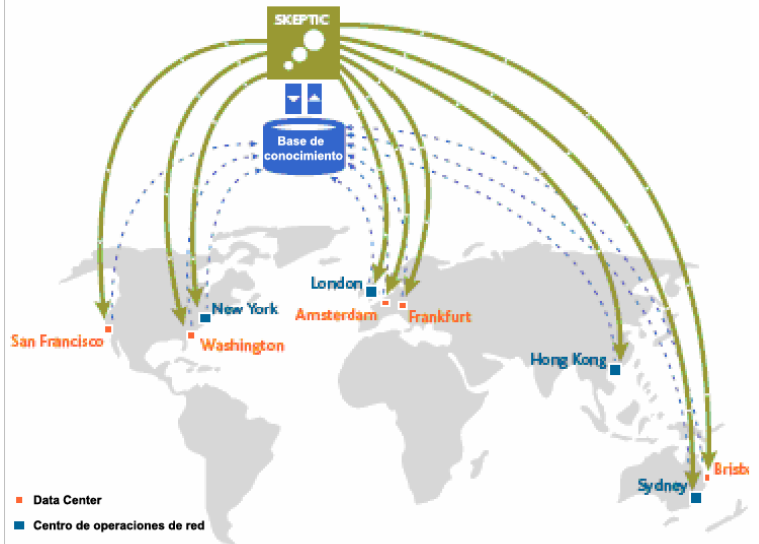 SKEPTIC
Base de
conocimiento
London
New York
Amsterdam
Frankfurt
San Francisco
Washington
Hong Kong
Sydney
Data Center
Centro de operaciones de red